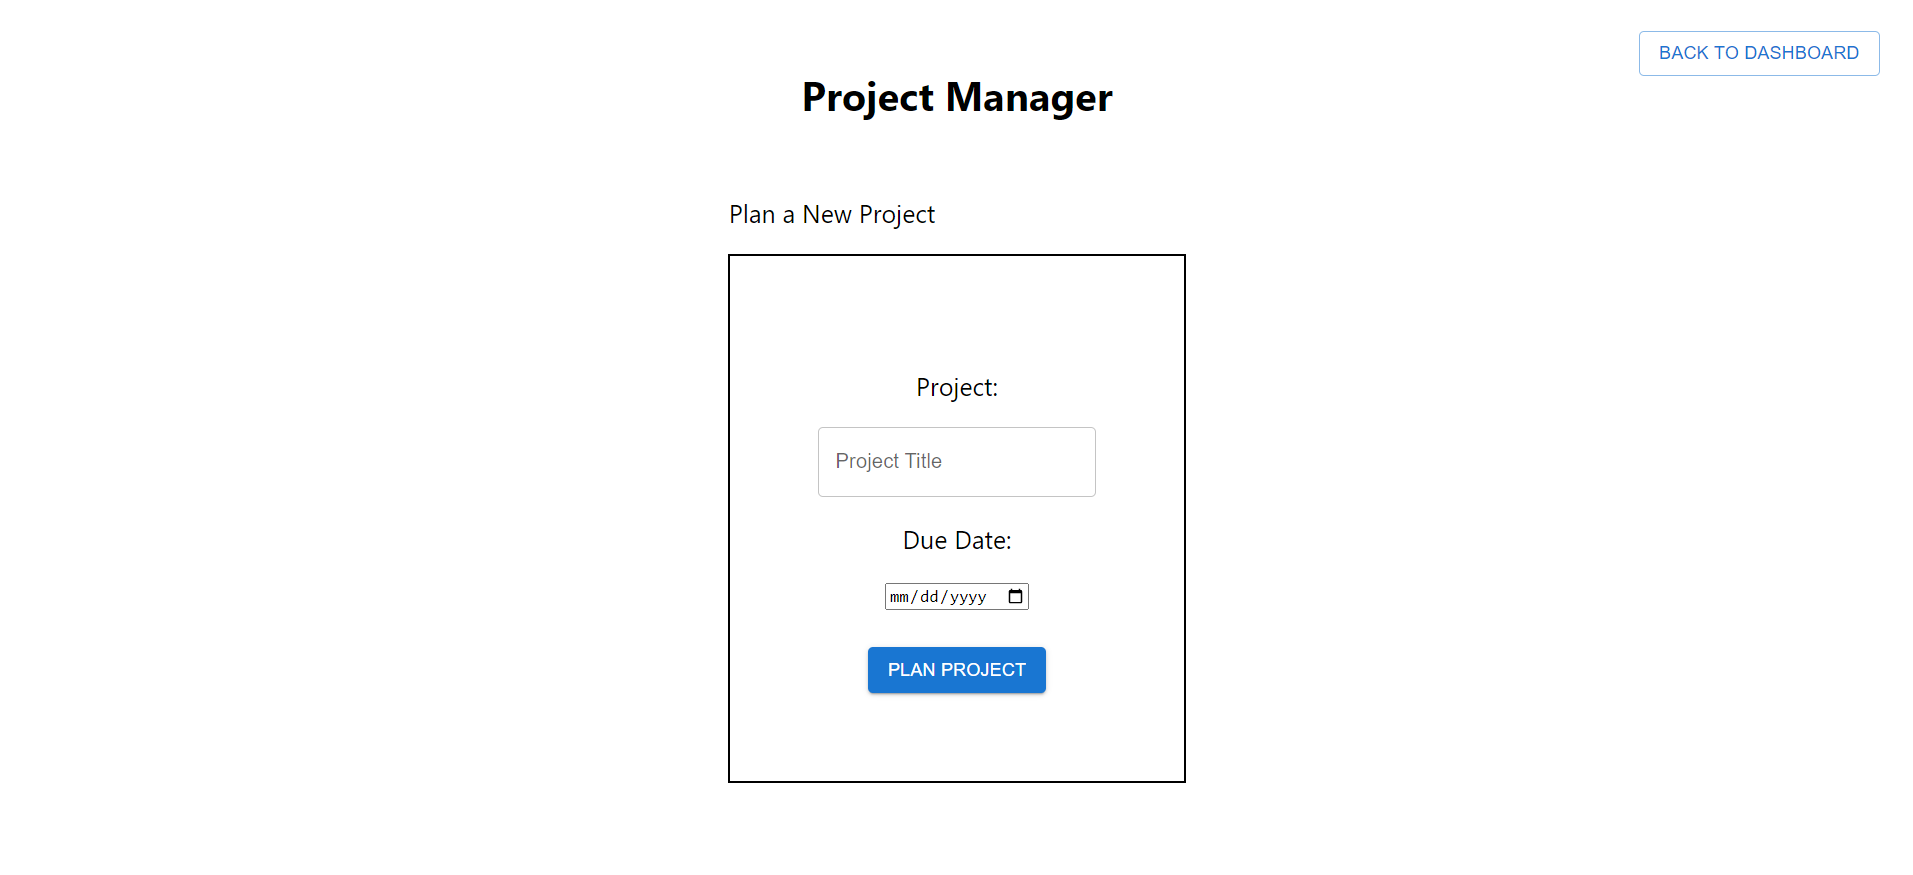 BACK TO DASHBOARD
Project Manager
Plan a New Project
Project:
Project Title
Due Date:
mm/dd/yyyy
PLAN PROJECT